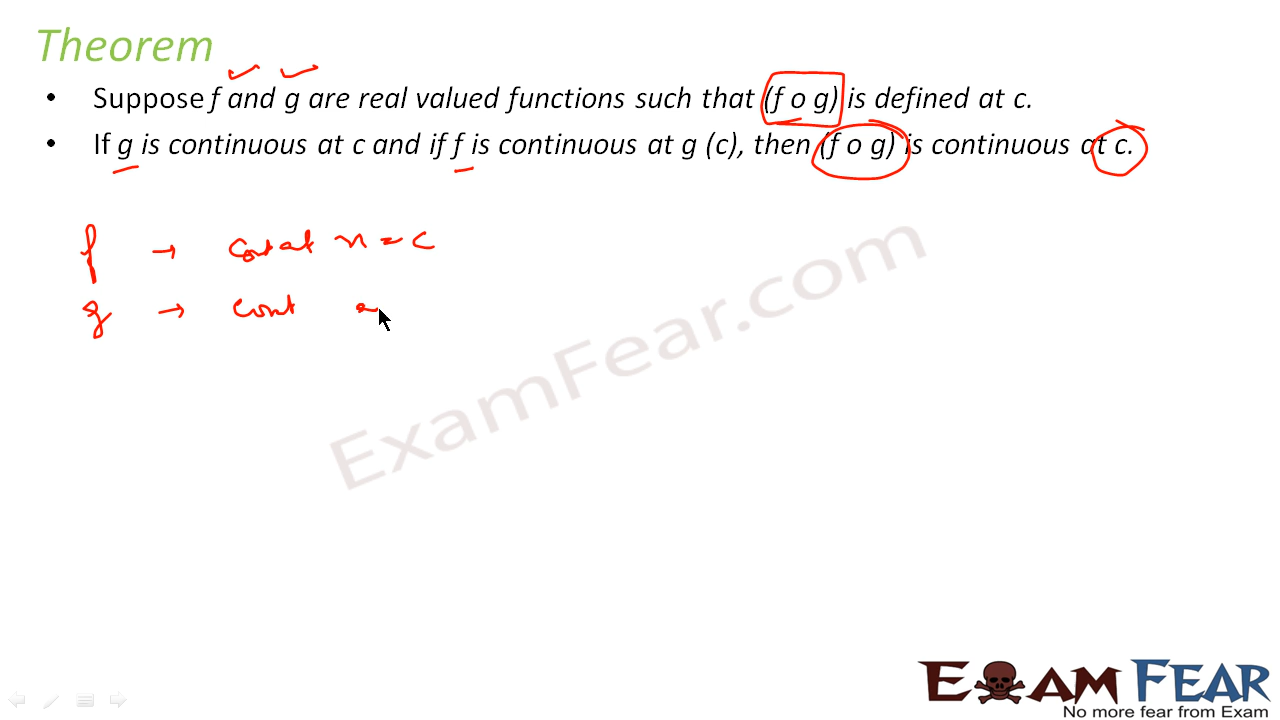 Theorem
• Suppose f and g are real valued functions such that (f o g) is defined at c.
• If g is continuous at c and if f is continuous at g (c), then (f o g) is continuous at c.
f → Cont at x = c
g → Cont
ExamFear.com
EXAM FEAR
No more fear from Exam